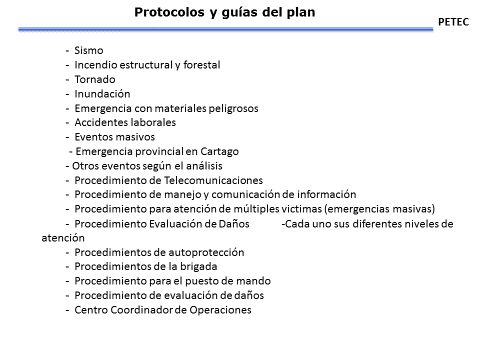 Protocolos y guías del plan
PETEC
- Sismo
- Incendio estructural y forestal
- Tornado
- Inundación
- Emergencia con materiales peligrosos
- Accidentes laborales
- Eventos masivos
- Emergencia provincial en Cartago
- Otros eventos según el análisis
- Procedimiento de Telecomunicaciones
- Procedimiento de manejo y comunicación de información
- Procedimiento para atención de múltiples victimas (emergencias masivas)
- Procedimiento Evaluación de Daños -Cada uno sus diferentes niveles de
atención
- Procedimientos de autoprotección
- Procedimientos de la brigada
- Procedimiento para el puesto de mando
- Procedimiento de evaluación de daños
- Centro Coordinador de Operaciones